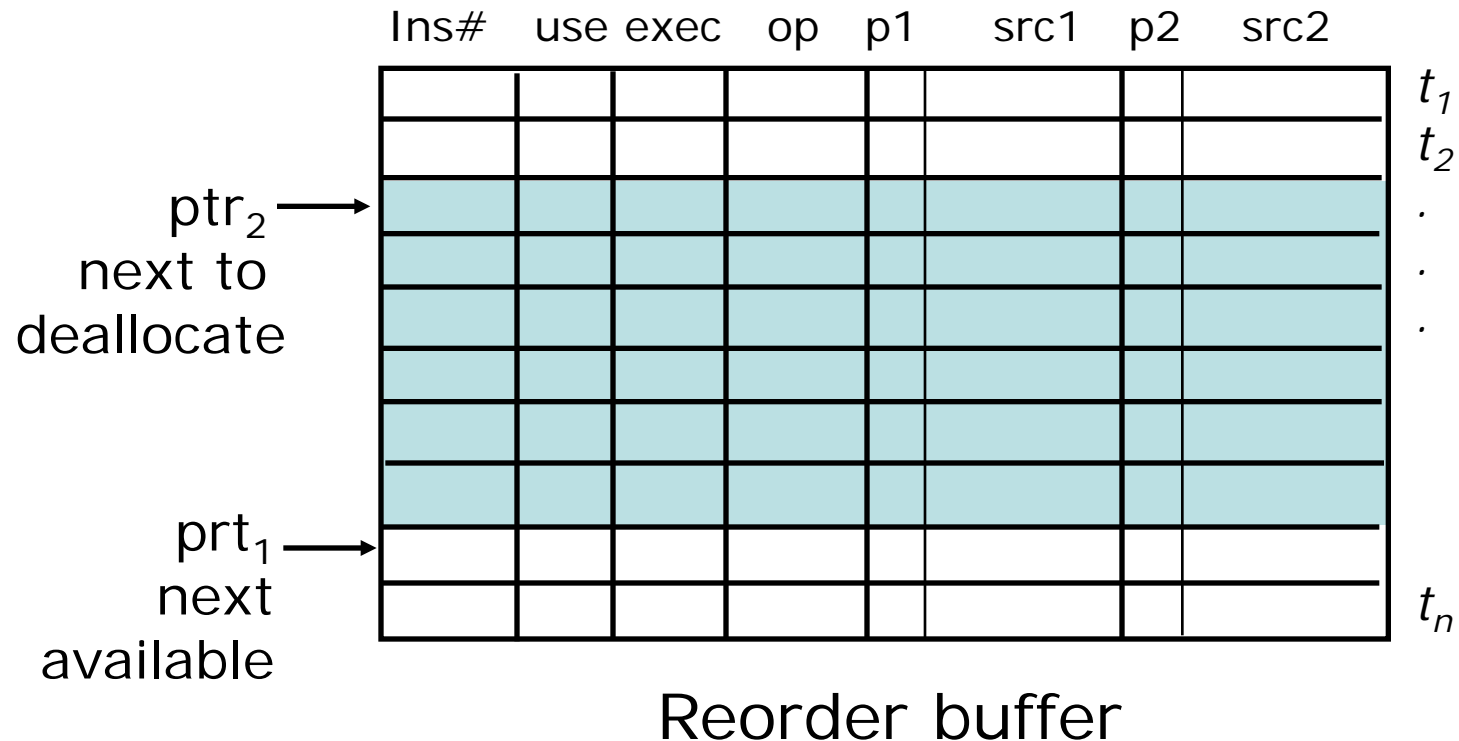 Ins# use exec op p1 src1 p2 src2
t₁
t₂
ptr₂
next to
deallocate
.
.
.
prt₁
next
available
tₙ
Reorder buffer